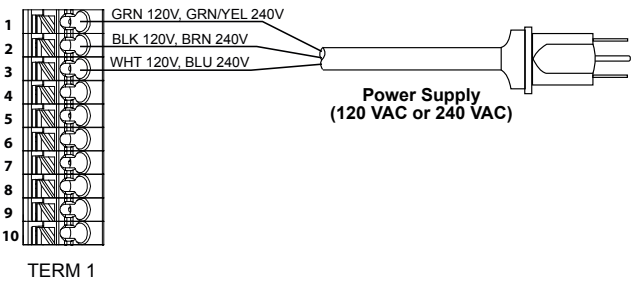 1
GRN 120V, GRN/YEL 240V
2
BLK 120V, BRN 240V
3
WHT 120V, BLU 240V
4
5
6
7
8
9
10
Power Supply
(120 VAC or 240 VAC)
TERM 1